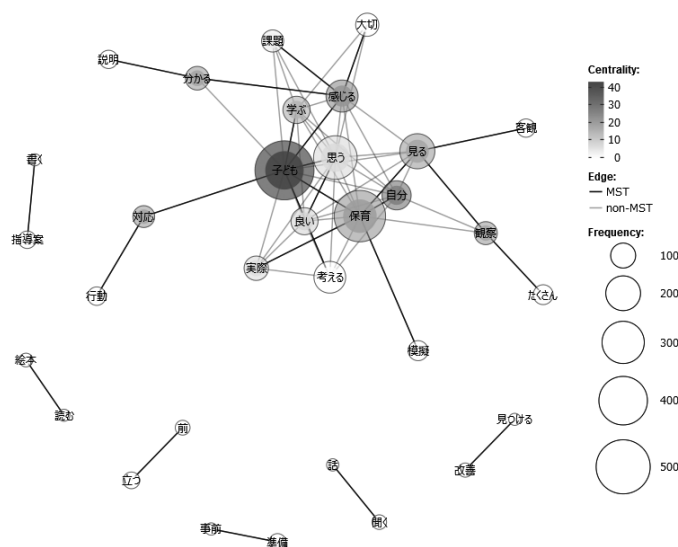 大切
課題
説明
分かる
感じる
学ぶ
客観
思う
見る
書く
子ども
自分
対応
保育
良い
観察
指導案
実際
考える
行動
たくさん
模擬
絵本
読む
見つける
前
話
改善
立つ
聞く
事前
準備
Centrality:
40
30
20
10
0
Edge:
MST
non-MST
Frequency:
100
200
300
400
500